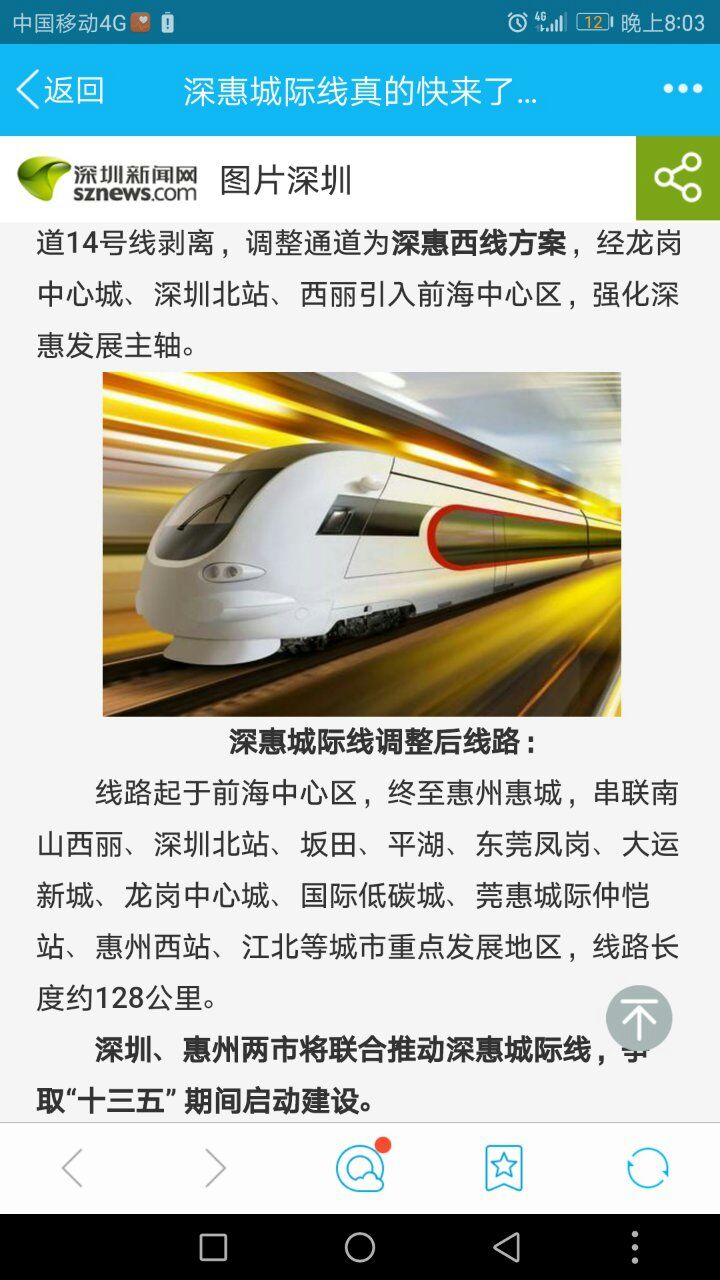 中国移动4G
4G
12
晚上8:03
返回
深惠城际线真的快来了...
深圳新闻网
sznews.com
图片深圳
道14号线剥离，调整通道为深惠西线方案，经龙岗
中心城、深圳北站、西丽引入前海中心区，强化深
惠发展主轴。
深惠城际线调整后线路：
线路起于前海中心区，终至惠州惠城，串联南
山西丽、深圳北站、坂田、平湖、东莞凤岗、大运
新城、龙岗中心城、国际低碳城、莞惠城际仲恺
站、惠州西站、江北等城市重点发展地区，线路长
度约128公里。
深圳、惠州两市将联合推动深惠城际线，争
取“十三五” 期间启动建设。